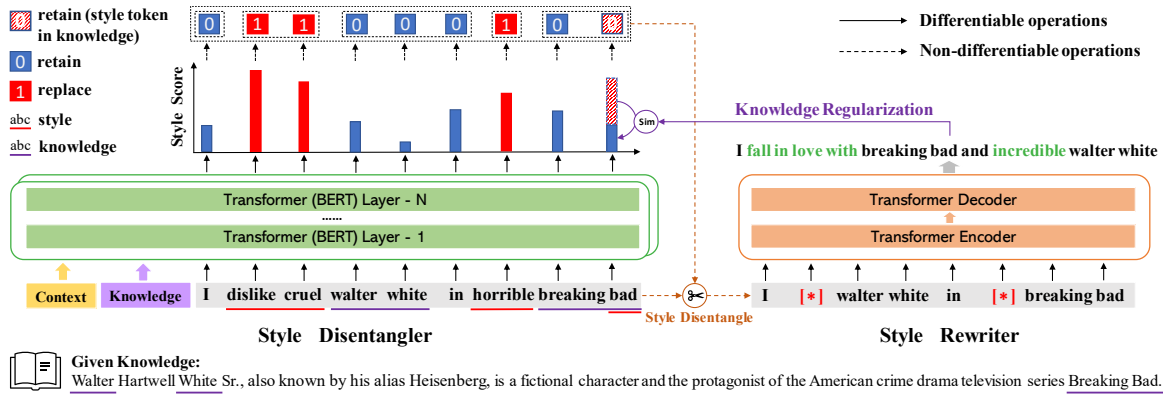 retain (style token
in knowledge)
0 retain
1 replace
abc style
abc knowledge
0 1 1 0 0 0 1 0 0
Style Score
Sim
Differentiable operations
Non-differentiable operations
Knowledge Regularization
I fall in love with breaking bad and incredible walter white
Transformer (BERT) Layer - N
......
Transformer (BERT) Layer - 1
Transformer Decoder
Transformer Encoder
Context Knowledge I dislike cruel walter white in horrible breaking bad
Style Disentangle
I [*] walter white in [*] breaking bad
Style Disentangler
Style Rewriter
Given Knowledge:
Walter Hartwell White Sr., also known by his alias Heisenberg, is a fictional character and the protagonist of the American crime drama television series Breaking Bad.